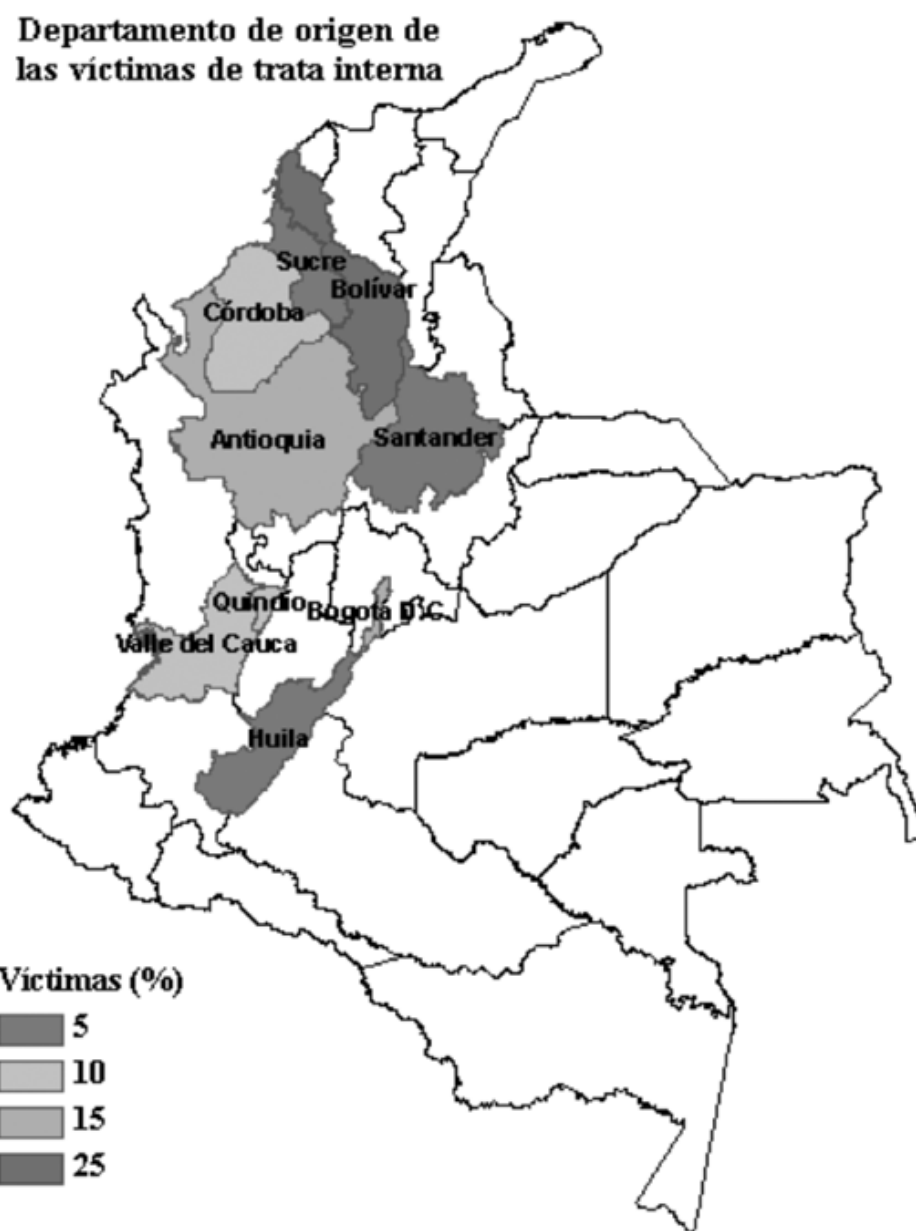 Departamento de origen de
las víctimas de trata interna
Sucre
Bolívar
Córdoba
Antioquia
Santander
Quindío
Bogotá D.C
Valle del Cauca
Huila
Víctimas (%)
5
10
15
25